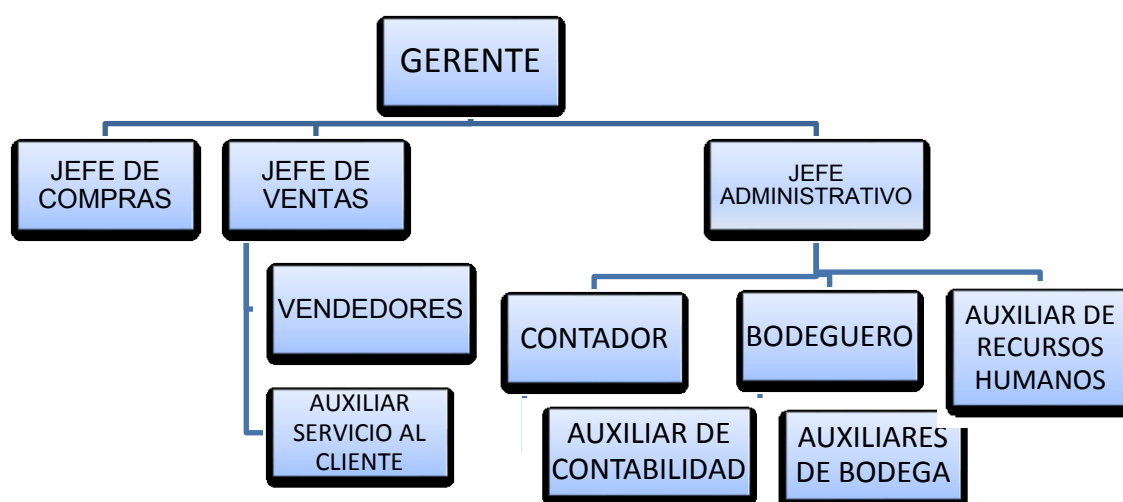 GERENTE
JEFE DE
COMPRAS
JEFE DE
VENTAS
JEFE
ADMINISTRATIVO
VENDEDORES
AUXILIAR
SERVICIO AL
CLIENTE
CONTADOR
BODEGUERO
AUXILIAR DE
RECURSOS
HUMANOS
AUXILIAR DE
CONTABILIDAD
AUXILIARES
DE BODEGA